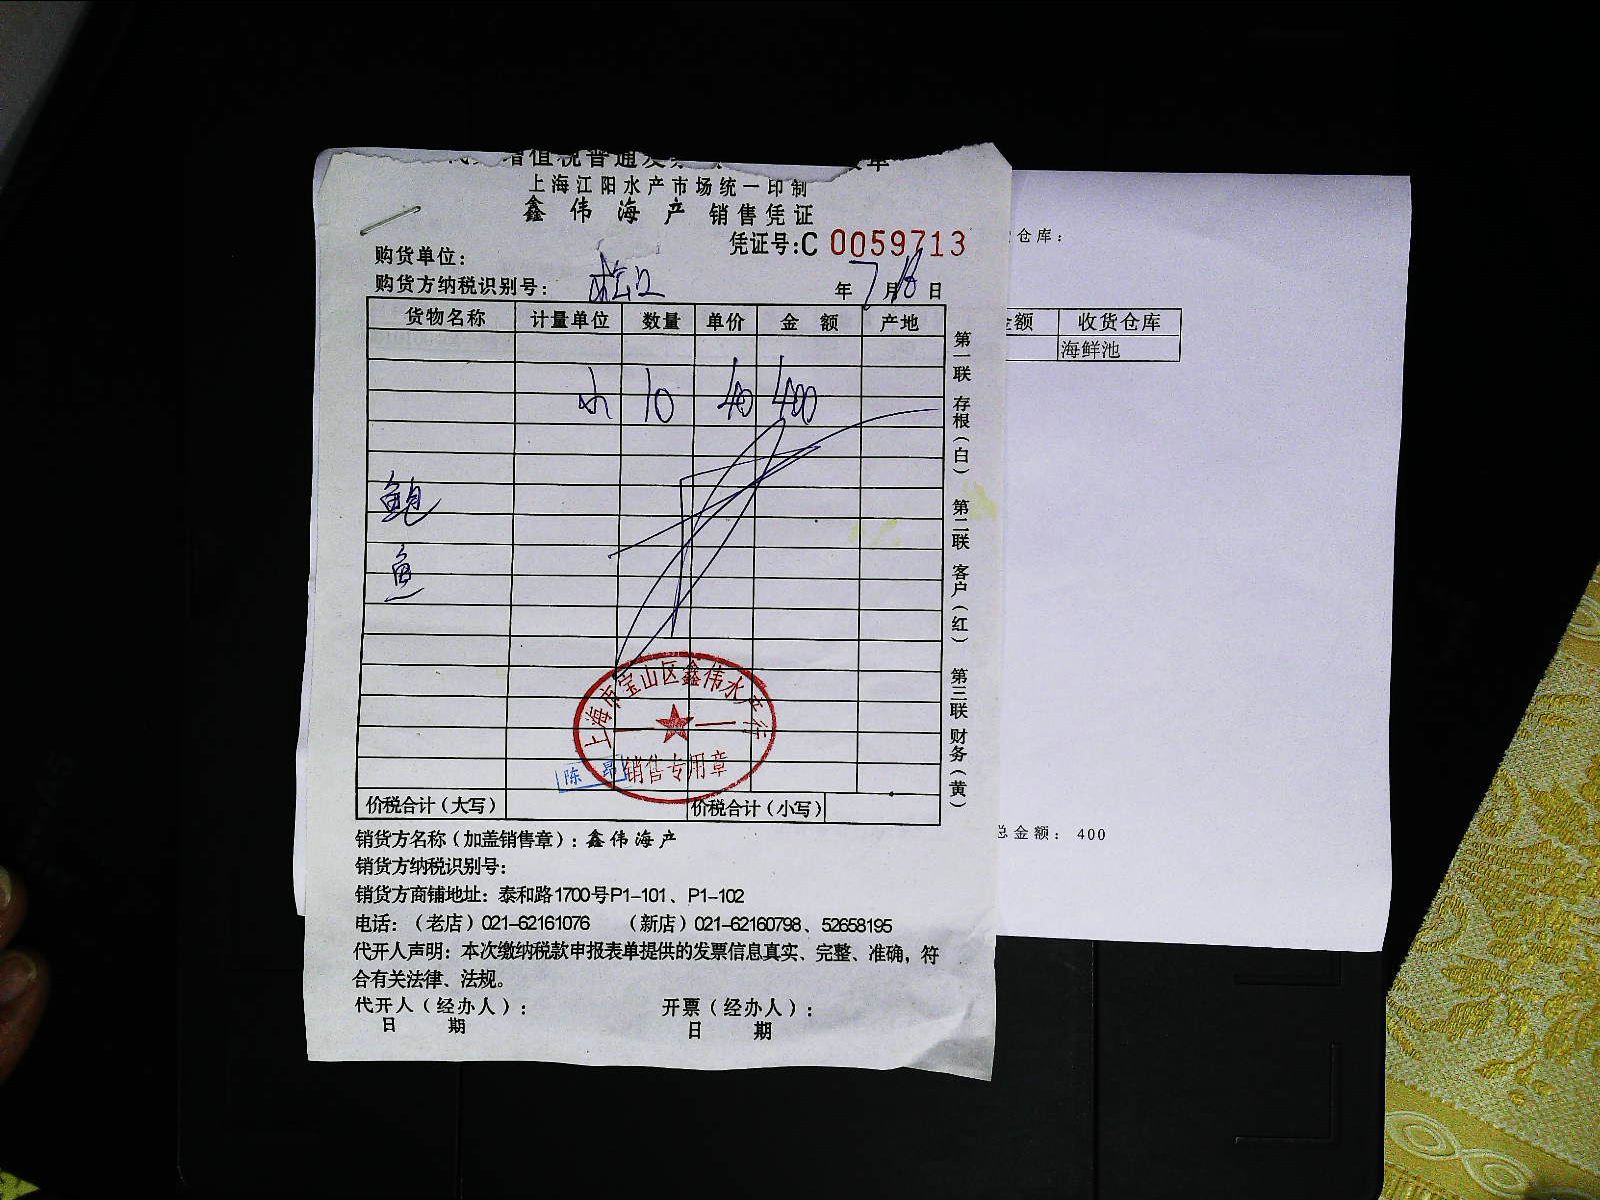 增值税普通发
上海江阳水产市场统一印制
鑫伟海产 销售凭证
凭证号:C 0059713
购货单位:
购货方纳税识别号: 松江 年 7 月 18 日
货物名称 计量单位 数量 单价 金额 产地
10 40 400
鲍
鱼
第一联 存根(白) 第二联 客户(红) 第三联 财务(黄)
上海市宝山区鑫伟水产行
销售专用章
陈 昂
价税合计(大写) 价税合计(小写)
销货方名称(加盖销售章): 鑫伟海产
销货方纳税识别号:
销货方商铺地址: 泰和路1700号P1-101、P1-102
电话:(老店)021-62161076 (新店)021-62160798、52658195
代开人声明: 本次缴纳税款申报表单提供的发票信息真实、完整、准确,符
合有关法律、法规。
代开人(经办人): 开票(经办人):
日 期 日 期
仓库:
金额 收货仓库
海鲜池
总金额: 400